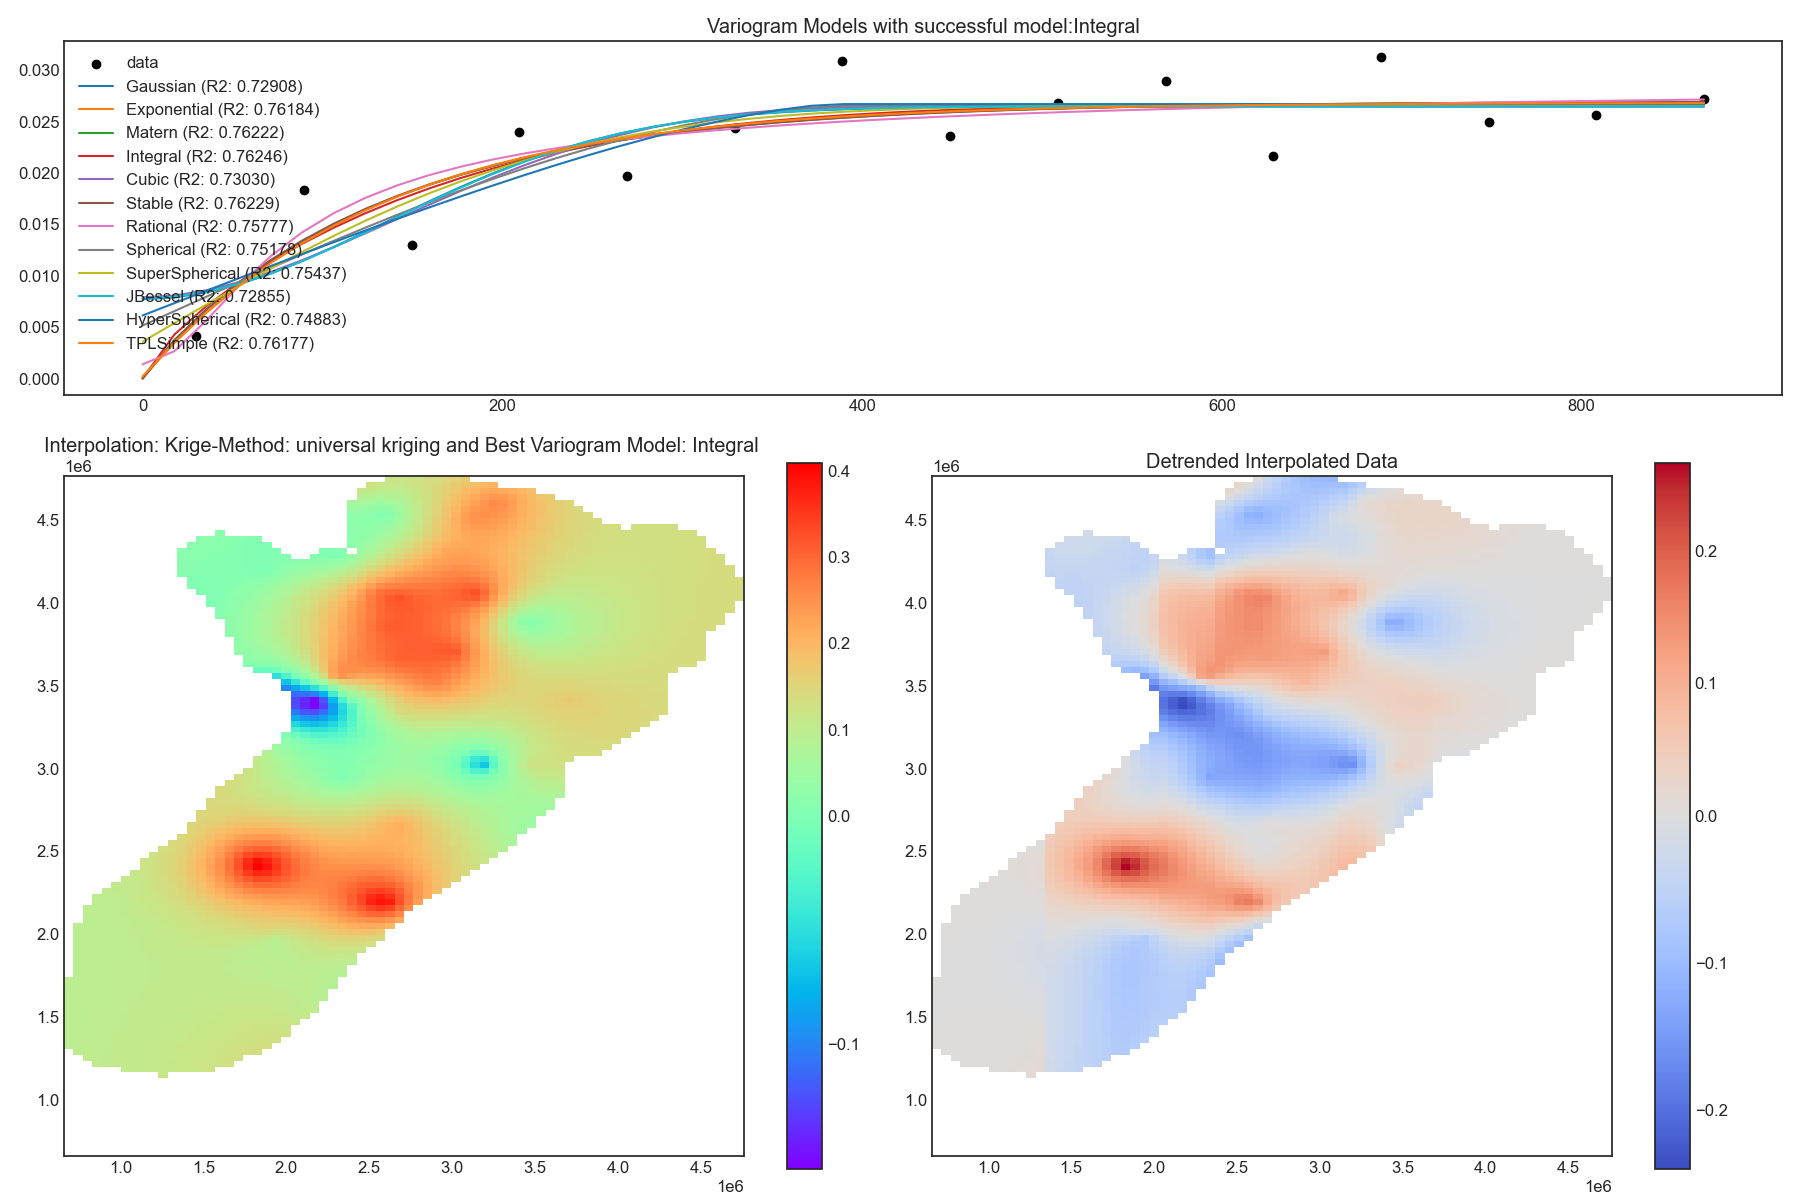 Variogram Models with successful model:Integral
data
Gaussian (R2: 0.72908)
Exponential (R2: 0.76184)
Matern (R2: 0.76222)
Integral (R2: 0.76246)
Cubic (R2: 0.73030)
Stable (R2: 0.76229)
Rational (R2: 0.75777)
Spherical (R2: 0.75178)
SuperSpherical (R2: 0.75437)
JBessel (R2: 0.72855)
HyperSpherical (R2: 0.74883)
TPLSimple (R2: 0.76177)
0.030
0.025
0.020
0.015
0.010
0.005
0.000
0 200 400 600 800
Interpolation: Krige-Method: universal kriging and Best Variogram Model: Integral
1e6
4.5
4.0
3.5
3.0
2.5
2.0
1.5
1.0
1.0 1.5 2.0 2.5 3.0 3.5 4.0 4.5
1e6
0.4
0.3
0.2
0.1
0.0
−0.1
Detrended Interpolated Data
1e6
4.5
4.0
3.5
3.0
2.5
2.0
1.5
1.0
1.0 1.5 2.0 2.5 3.0 3.5 4.0 4.5
1e6
0.2
0.1
0.0
−0.1
−0.2